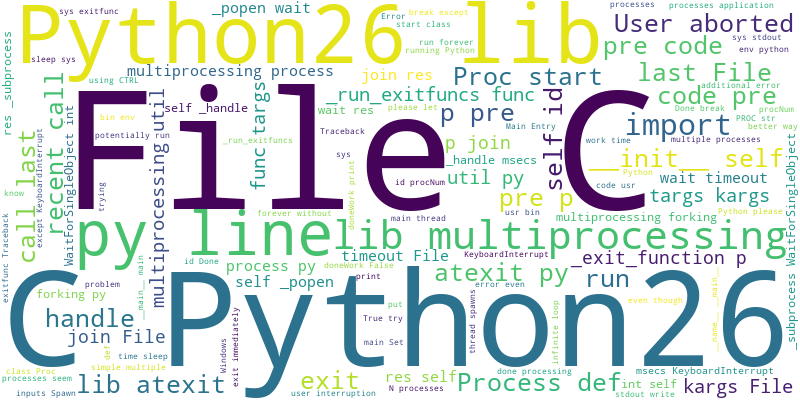 sys exitfunc
_popen wait
Error
break except
start class
processes
processes application
Python26 lib
User aborted
sleep sys
run forever
running Python
pre code
sys stdout
env python
using CTRL
multiprocessing process
join res
Proc start
last File
additional error
res _subprocess
recent call
multiprocessing util
self _handle
_run_exitfuncs func
code pre
bin env
func targs
wait res
please let
p pre
self id
Done break
procNum
File C
potentially run
_run_exitfuncs
Traceback
Main Entry
import
PROC str
better way
call last
WaitForSingleObject int
p join
work time
multiple processes
__init__ self
except KeyboardInterrupt
sys
_handle msecs
Python
wait timeout
know
trying
id procNum
doneWork print
util py
code usr
targs kargs
_subprocess WaitForSingleObject
pre p
forever without
main thread
usr bin
multiprocessing forking
Python please
py line
lib multiprocessing
exitfunc Traceback
id Done
timeout File
KeyboardInterrupt
_exit_function p
__main__ main
process py
doneWork False
error even
atexit py
run
C Python26
forking py
problem
self _popen
print
even though
__name__ __main__
handle
def
Windows
exit immediately
put
True try
thread spawns
infinite loop
join File
time sleep
main Set
class Proc
simple multiple
done processing
msecs KeyboardInterrupt
processes seem
lib atexit
exit
res self
Process def
int self
kargs File
inputs Spawn
user interruption
N processes
stdout write